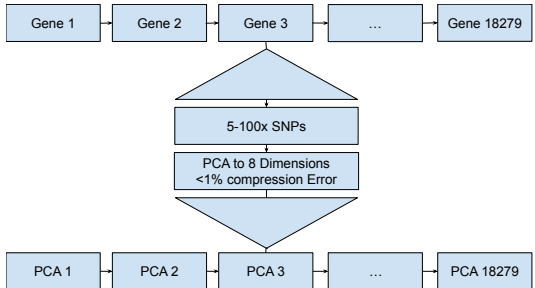 Gene 1
Gene 2
Gene 3
...
Gene 18279
5-100x SNPs
PCA to 8 Dimensions
<1% compression Error
PCA 1
PCA 2
PCA 3
...
PCA 18279